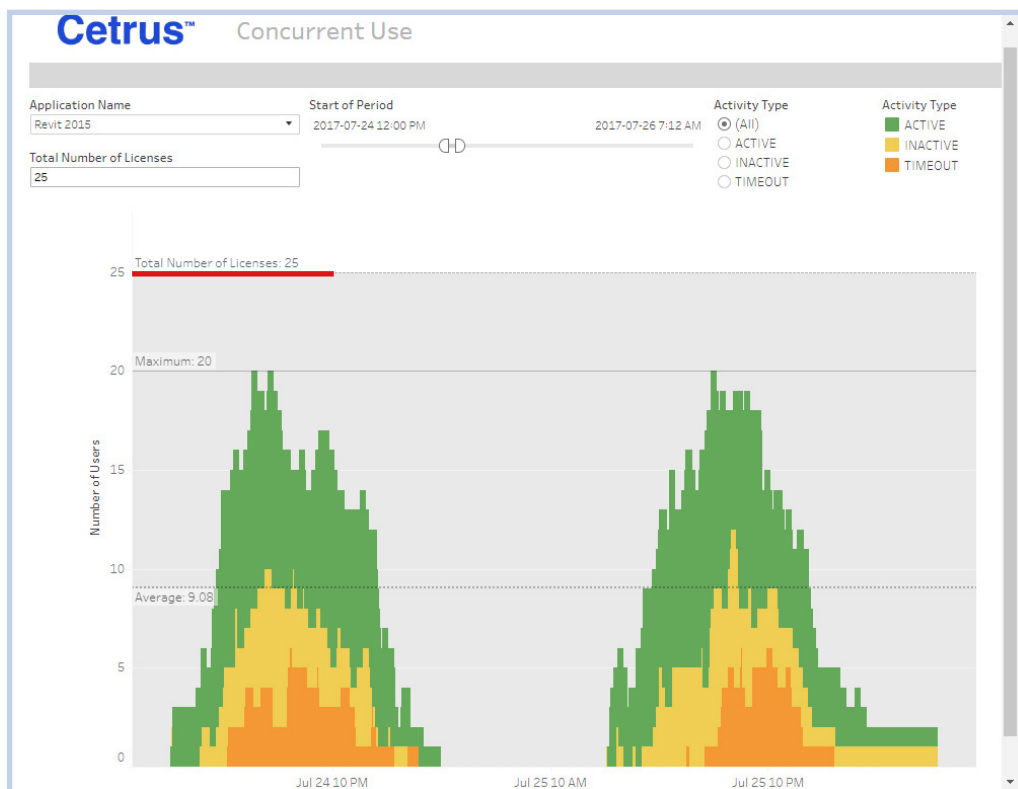 Cetrus™ Concurrent Use
Application Name
Revit 2015
Total Number of Licenses
25
Start of Period
2017-07-24 12:00 PM 2017-07-26 7:12 AM
Activity Type
(All)
ACTIVE
INACTIVE
TIMEOUT
Activity Type
ACTIVE
INACTIVE
TIMEOUT
Total Number of Licenses: 25
25
Maximum: 20
20
15
10
Average: 9.08
5
0
Number of Users
Jul 24 10 PM Jul 25 10 AM Jul 25 10 PM